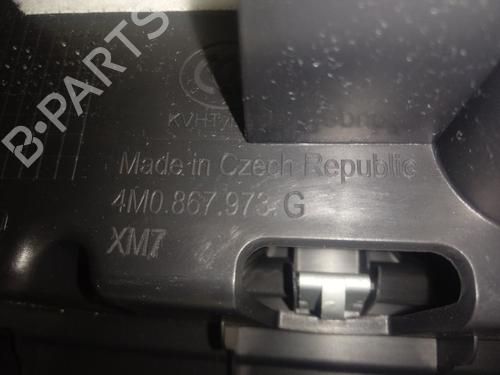 B-PARTS
Made in Czech Republic
4M0.867.973 G
XM7